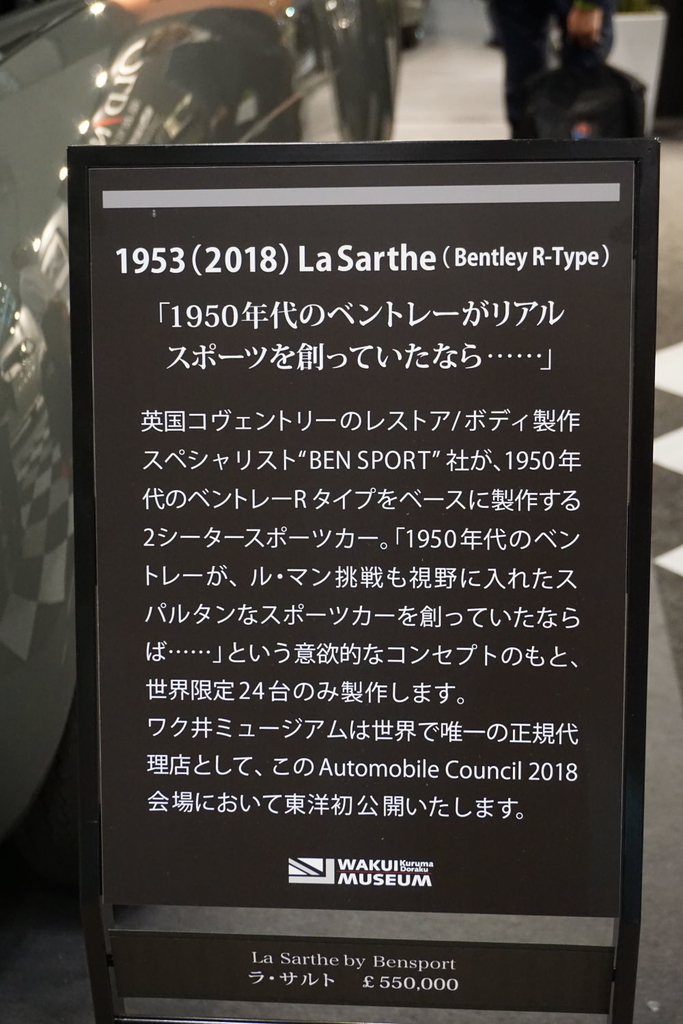 1953(2018) La Sarthe (Bentley R-Type)
「1950年代のベントレーがリアル
スポーツを創っていたなら……」
英国コヴェントリーのレストア/ボディ製作
スペシャリスト“BEN SPORT” 社が、1950年
代のベントレーR タイプをベースに製作する
2シータースポーツカー。「1950年代のベン
トレーが、ル・マン挑戦も視野に入れたス
パルタンなスポーツカーを創っていたなら
ば……」という意欲的なコンセプトのもと、
世界限定24台のみ製作します。
ワク井ミュージアムは世界で唯一の正規代
理店として、このAutomobile Council 2018
会場において東洋初公開いたします。
WAKUI Kuruma Doraku
MUSEUM
La Sarthe by Bensport
ラ・サルト £550,000